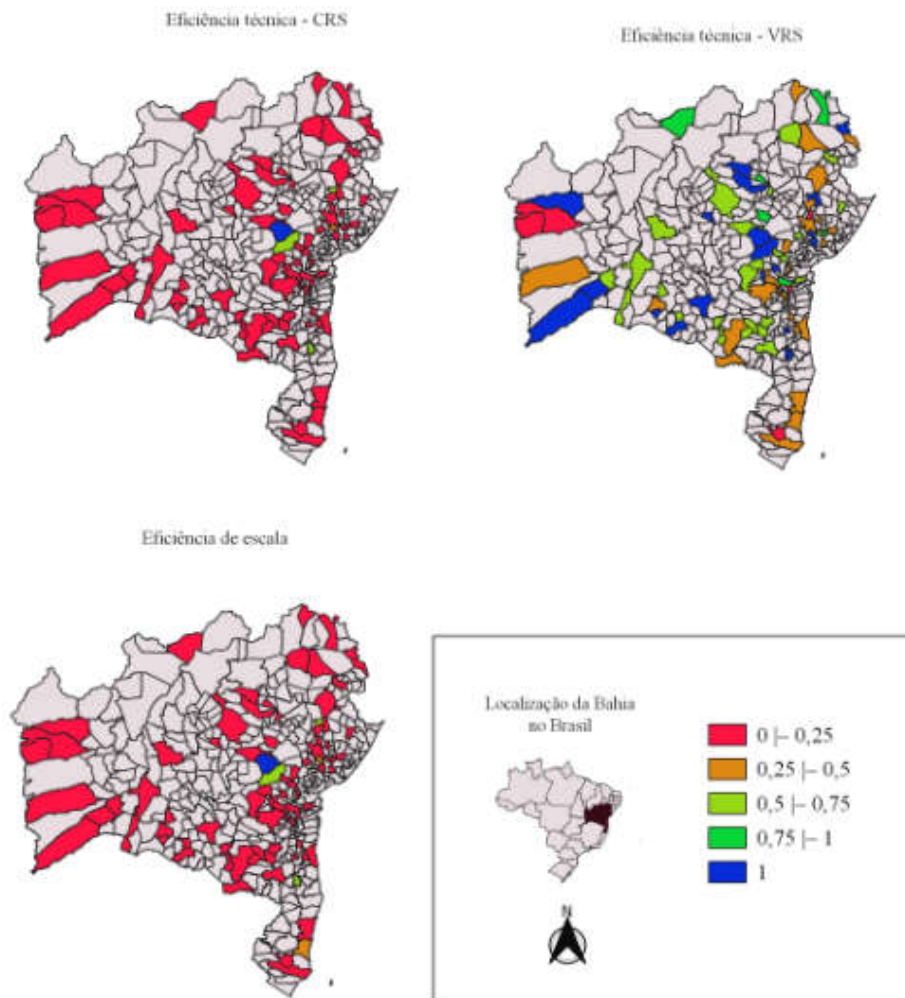 Eficiência técnica - CRS
Eficiência técnica - VRS
Eficiência de escala
Localização da Bahia
no Brasil
0 |– 0,25
0,25 |– 0,5
0,5 |– 0,75
0,75 |– 1
1
N